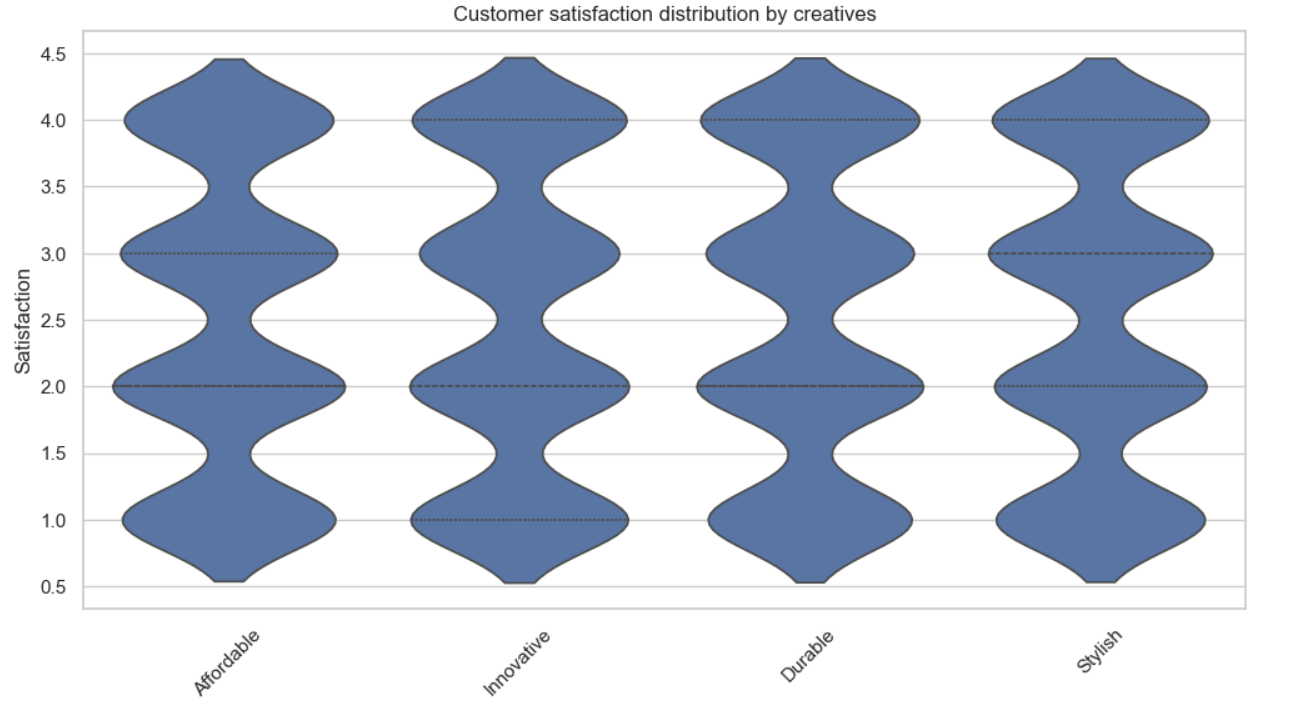 Customer satisfaction distribution by creatives
4.5
4.0
3.5
3.0
2.5
2.0
1.5
1.0
0.5
Satisfaction
Affordable
Innovative
Durable
Stylish